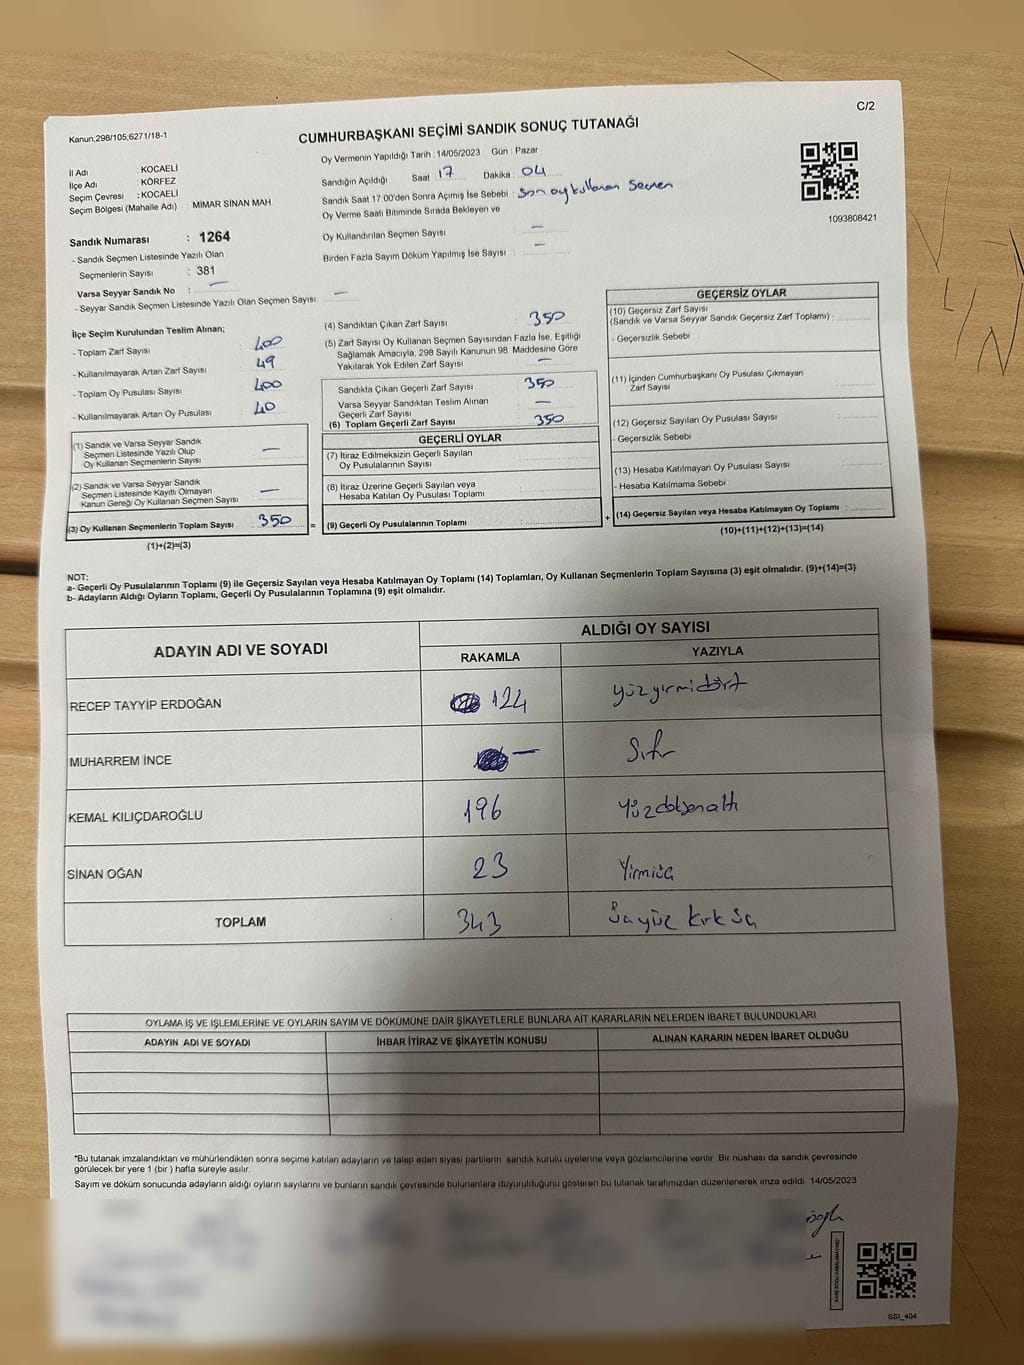 C/2
Kanun,298/105,6271/18-1
CUMHURBAŞKANI SEÇİMİ SANDIK SONUÇ TUTANAĞI
İl Adı : KOCAELİ
İlçe Adı : KÖRFEZ
Seçim Çevresi : KOCAELİ
Seçim Bölgesi (Mahalle Adı) : MİMAR SİNAN MAH
Oy Vermenin Yapıldığı Tarih : 14/05/2023 Gün : Pazar
Sandığın Açıldığı Saat 17 Dakika : 04
Sandık Saat 17:00'den Sonra Açımış İse Sebebi : Son oy kullanan Seçmen
Oy Verme Saati Bitiminde Sırada Bekleyen ve
Oy Kullandırılan Seçmen Sayısı : —
Birden Fazla Sayım Döküm Yapılmış İse Sayısı : —
1093808421
Sandık Numarası : 1264
- Sandık Seçmen Listesinde Yazılı Olan
Seçmenlerin Sayısı : 381
Varsa Seyyar Sandık No : —
- Seyyar Sandık Seçmen Listesinde Yazılı Olan Seçmen Sayısı: —
İlçe Seçim Kurulundan Teslim Alınan;
- Toplam Zarf Sayısı : 400
- Kullanılmayarak Artan Zarf Sayısı : 49
- Toplam Oy Pusulası Sayısı : 400
- Kullanılmayarak Artan Oy Pusulası : 40
(1) Sandık ve Varsa Seyyar Sandık
Seçmen Listesinde Yazılı Olup
Oy Kullanan Seçmenlerin Sayısı : —
(2) Sandık ve Varsa Seyyar Sandık
Seçmen Listesinde Kayıtlı Olmayan
Kanun Gereği Oy Kullanan Seçmen Sayısı : —
(3) Oy Kullanan Seçmenlerin Toplam Sayısı : 350 =
(1)+(2)=(3)
(4) Sandıktan Çıkan Zarf Sayısı : 350
(5) Zarf Sayısı Oy Kullanan Seçmen Sayısından Fazla İse, Eşitliği
Sağlamak Amacıyla, 298 Sayılı Kanunun 98. Maddesine Göre
Yakılarak Yok Edilen Zarf Sayısı : —
Sandıkta Çıkan Geçerli Zarf Sayısı : 350
Varsa Seyyar Sandıktan Teslim Alınan
Geçerli Zarf Sayısı : —
(6) Toplam Geçerli Zarf Sayısı : 350
GEÇERLİ OYLAR
(7) İtiraz Edilmeksizin Geçerli Sayılan
Oy Pusulalarının Sayısı :
(8) İtiraz Üzerine Geçerli Sayılan veya
Hesaba Katılan Oy Pusulası Toplamı :
(9) Geçerli Oy Pusulalarının Toplamı : +
GEÇERSİZ OYLAR
(10) Geçersiz Zarf Sayısı
(Sandık ve Varsa Seyyar Sandık Geçersiz Zarf Toplamı) :
- Geçersizlik Sebebi :
(11) İçinden Cumhurbaşkanı Oy Pusulası Çıkmayan
Zarf Sayısı :
(12) Geçersiz Sayılan Oy Pusulası Sayısı :
- Geçersizlik Sebebi :
(13) Hesaba Katılmayan Oy Pusulası Sayısı :
- Hesaba Katılmama Sebebi :
(14) Geçersiz Sayılan veya Hesaba Katılmayan Oy Toplamı :
(10)+(11)+(12)+(13)=(14)
NOT:
a- Geçerli Oy Pusulalarının Toplamı (9) ile Geçersiz Sayılan veya Hesaba Katılmayan Oy Toplamı (14) Toplamları, Oy Kullanan Seçmenlerin Toplam Sayısına (3) eşit olmalıdır. (9)+(14)=(3)
b- Adayların Aldığı Oyların Toplamı, Geçerli Oy Pusulalarının Toplamına (9) eşit olmalıdır.
ADAYIN ADI VE SOYADI ALDIĞI OY SAYISI
RAKAMLA YAZIYLA
RECEP TAYYİP ERDOĞAN 124 yüzyirmidört
MUHARREM İNCE — Sıfır
KEMAL KILIÇDAROĞLU 196 Yüzdoksanaltı
SİNAN OĞAN 23 Yirmiüç
TOPLAM 343 üçyüz kırk üç
OYLAMA İŞ VE İŞLEMLERİNE VE OYLARIN SAYIM VE DÖKÜMÜNE DAİR ŞİKAYETLERLE BUNLARA AİT KARARLARIN NELERDEN İBARET BULUNDUKLARI
ADAYIN ADI VE SOYADI İHBAR İTİRAZ VE ŞİKAYETİN KONUSU ALINAN KARARIN NEDEN İBARET OLDUĞU
*Bu tutanak imzalandıktan ve mühürlendikten sonra seçime katılan adayların ve talep eden siyasi partilerin sandık kurulu üyelerine veya gözlemcilerine verilir. Bir nüshası da sandık çevresinde
görülecek bir yere 1 (bir ) hafta süreyle asılır.
Sayım ve döküm sonucunda adayların aldığı oyların sayılarını ve bunların sandık çevresinde bulunanlara duyurulduğunu gösteren bu tutanak tarafımızdan düzenlenerek imza edildi. 14/05/2023
SSI_404